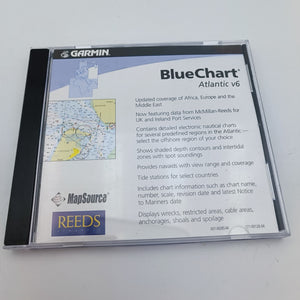 GARMIN
BlueChart
Atlantic v6
Updated coverage of Africa, Europe and the
Middle East
Now featuring data from McMillan-Reeds for
UK and Ireland Port Services
Contains detailed electronic nautical charts
for several predefined regions in the Atlantic —
select the offshore region of your choice
Shows shaded depth contours and intertidal
zones with spot soundings
Provides navaids with view range and coverage
Tide stations for select countries
Includes chart information such as chart name,
number, scale, revision date and latest Notice
to Mariners date
Displays wrecks, restricted areas, cable areas,
anchorages, shoals and spoilage
MapSource
REEDS